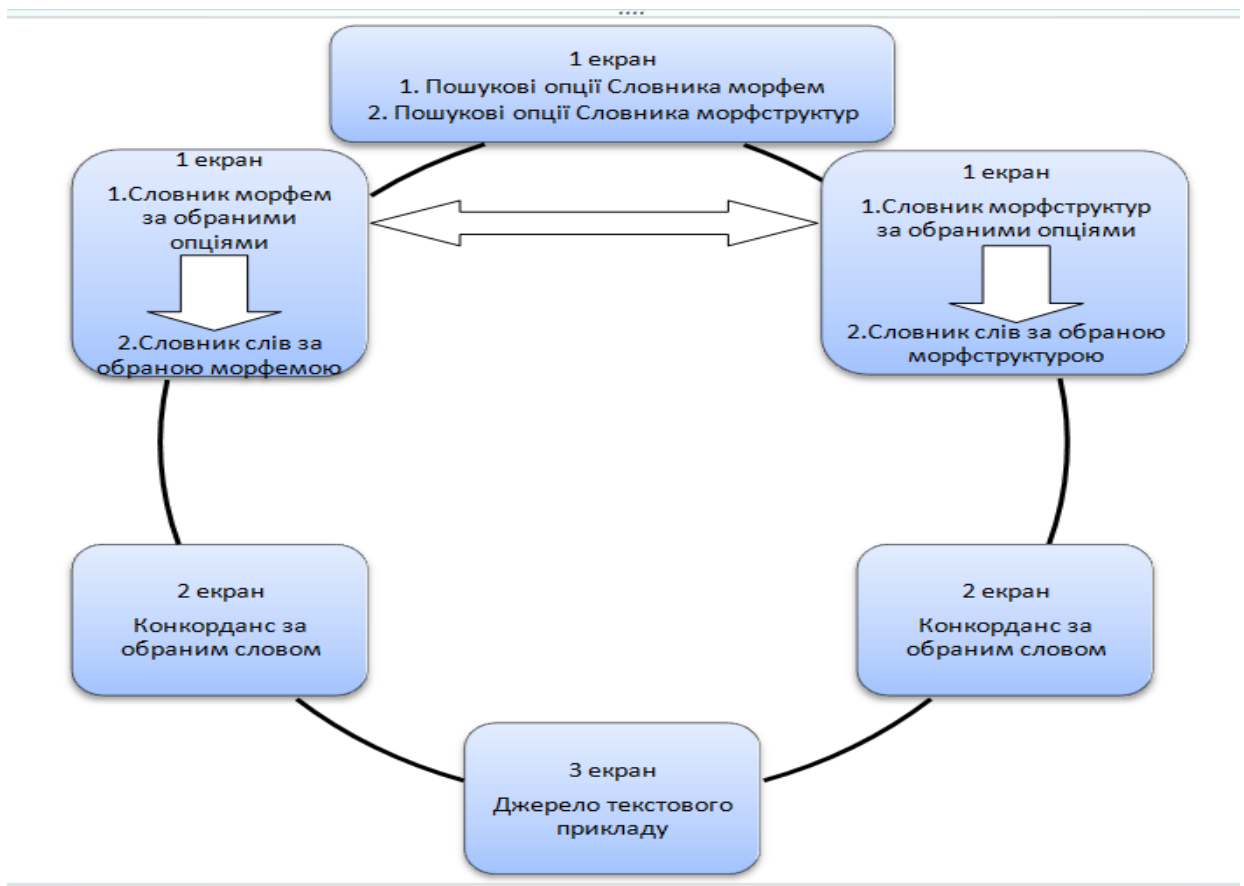 1 екран
1. Пошукові опції Словника морфем
2. Пошукові опції Словника морфструктур
1 екран
1.Словник морфем
за обраними
опціями
2.Словник слів за
обраною морфемою
1 екран
1.Словник морфструктур
за обраними опціями
2.Словник слів за обраною
морфструктурою
2 екран
Конкорданс за
обраним словом
2 екран
Конкорданс за
обраним словом
3 екран
Джерело текстового
прикладу